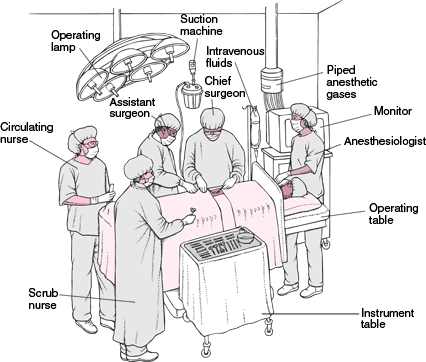 Suction
machine
Operating
lamp
Intravenous
fluids
Chief
surgeon
Piped
anesthetic
gases
Assistant
surgeon
Monitor
Circulating
nurse
Anesthesiologist
Operating
table
Scrub
nurse
Instrument
table